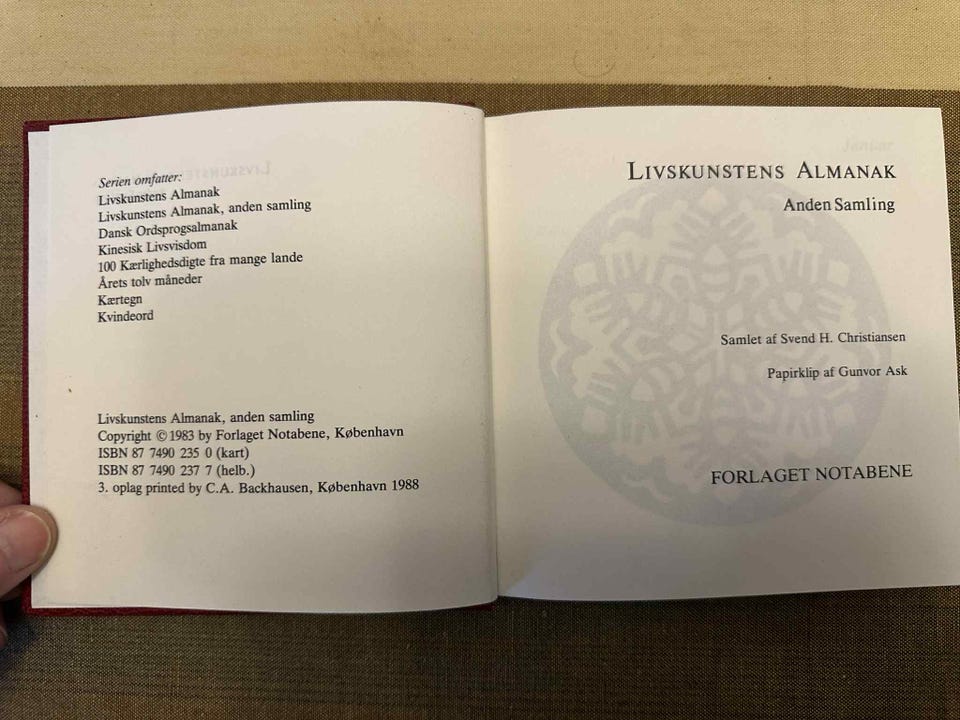 Serien omfatter:
Livskunstens Almanak
Livskunstens Almanak, anden samling
Dansk Ordsprogsalmanak
Kinesisk Livsvisdom
100 Kærlighedsdigte fra mange lande
Årets tolv måneder
Kærtegn
Kvindeord
Livskunstens Almanak, anden samling
Copyright © 1983 by Forlaget Notabene, København
ISBN 87 7490 235 0 (kart)
ISBN 87 7490 237 7 (helb.)
3. oplag printed by C.A. Backhausen, København 1988
Januar
LIVSKUNSTENS ALMANAK
Anden Samling
Samlet af Svend H. Christiansen
Papirklip af Gunvor Ask
FORLAGET NOTABENE